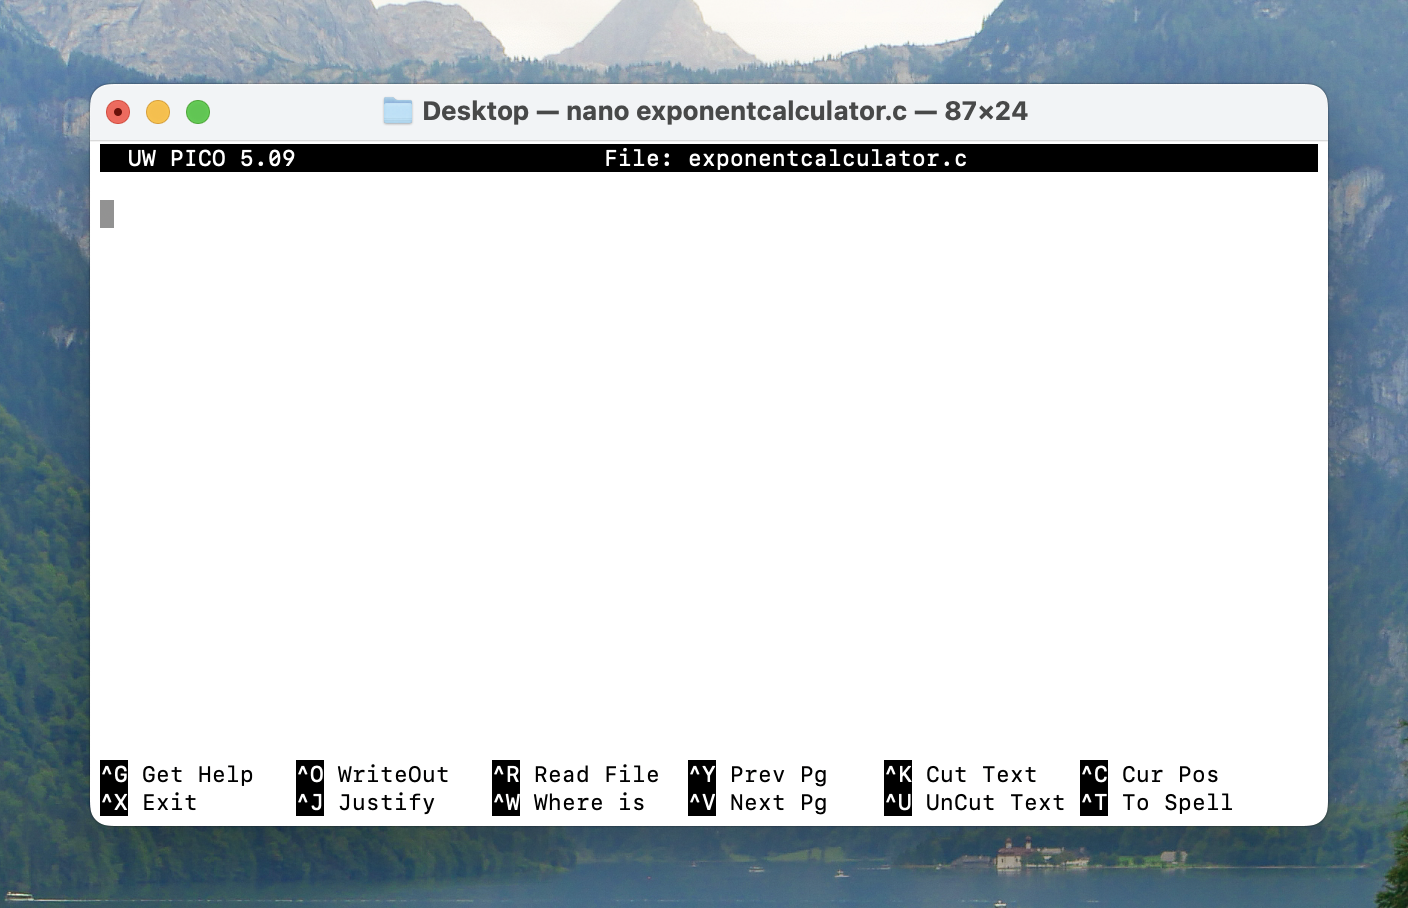 Desktop — nano exponentcalculator.c — 87×24
UW PICO 5.09 File: exponentcalculator.c
^G Get Help ^O WriteOut ^R Read File ^Y Prev Pg ^K Cut Text ^C Cur Pos
^X Exit ^J Justify ^W Where is ^V Next Pg ^U UnCut Text ^T To Spell